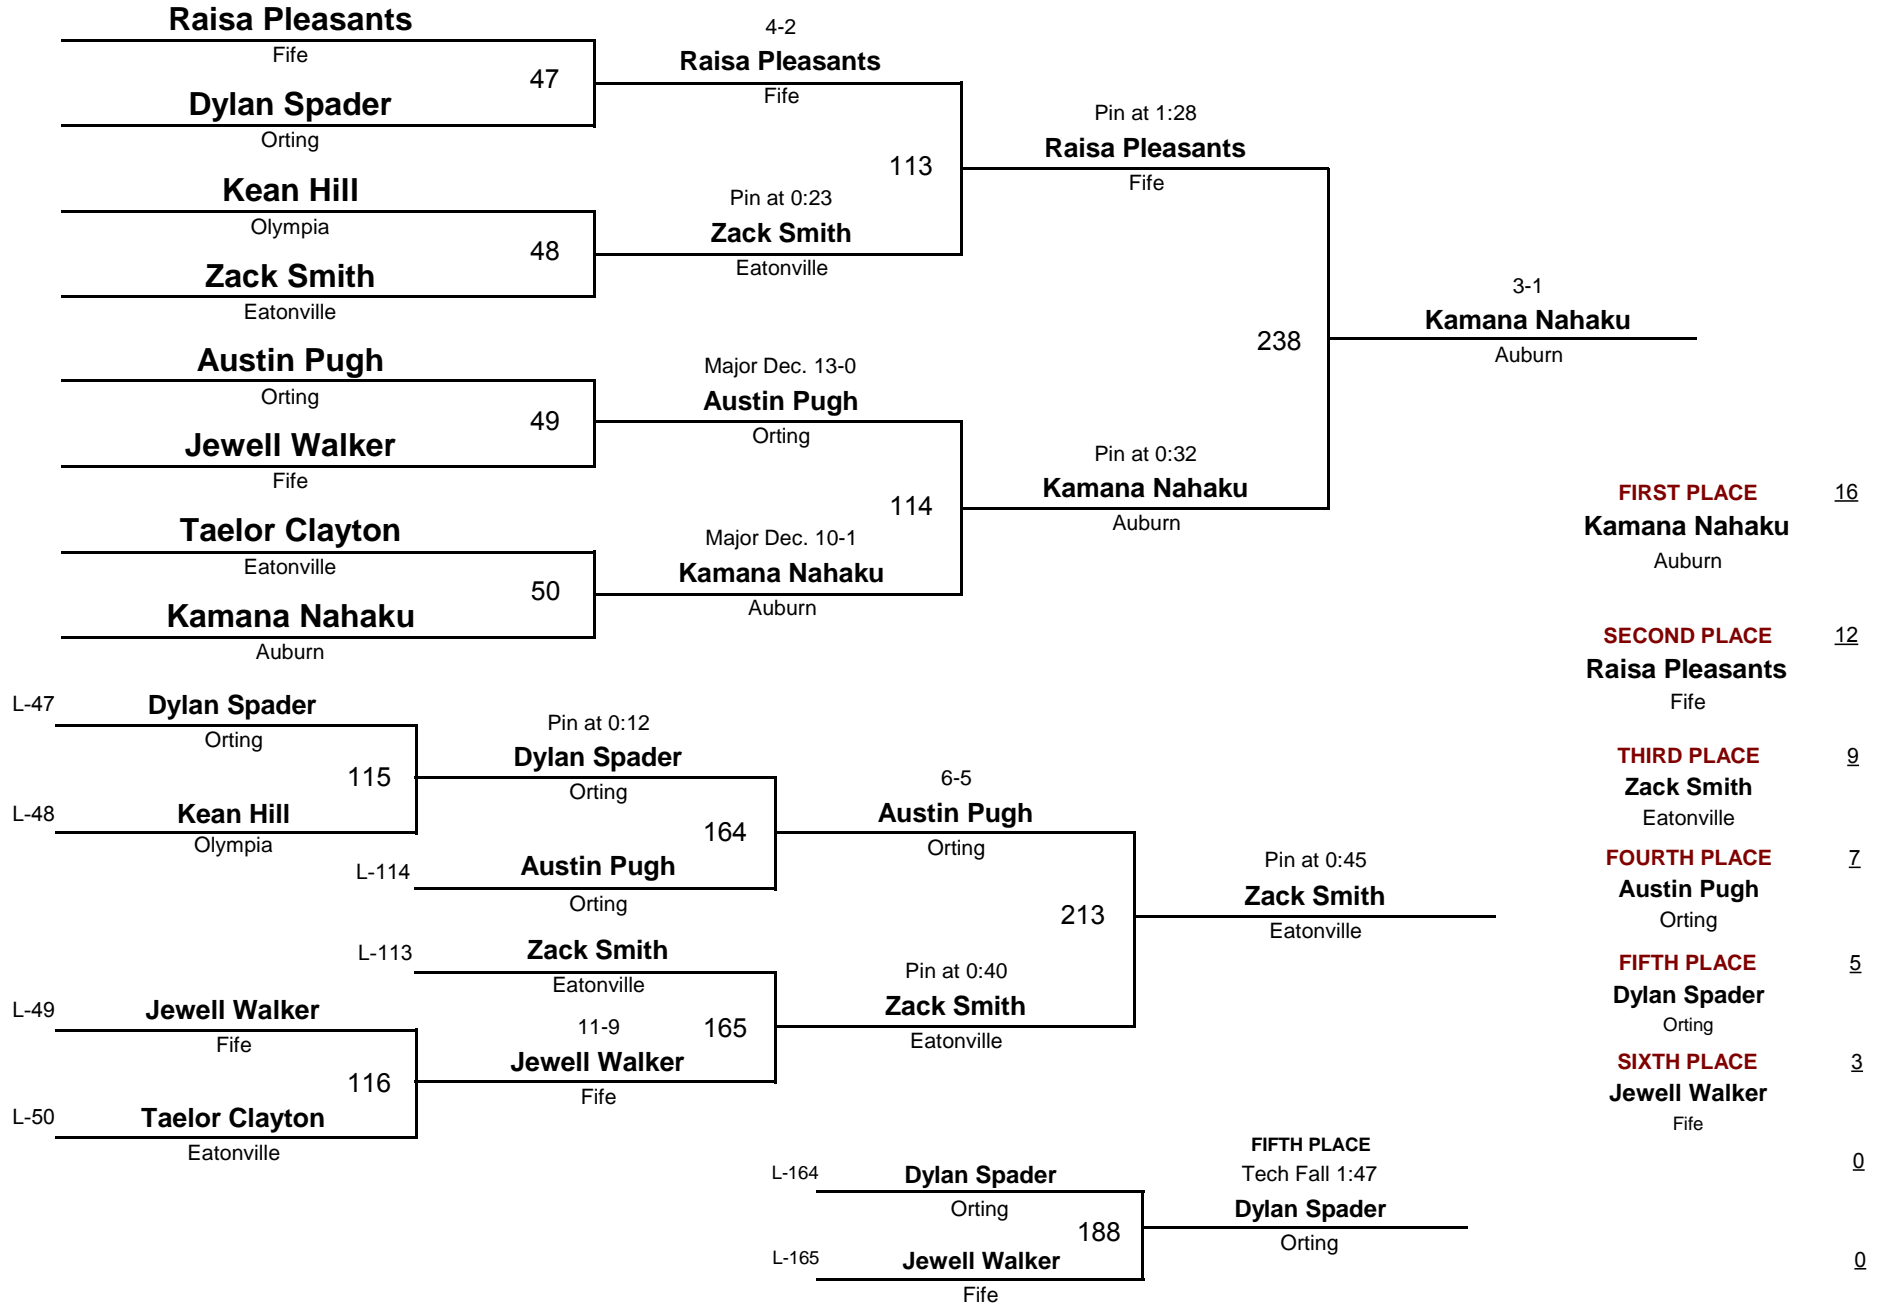 Raisa Pleasants
Fife
47
Dylan Spader
Orting
Kean Hill
Olympia
48
Zack Smith
Eatonville
Austin Pugh
Orting
49
Jewell Walker
Fife
Taelor Clayton
Eatonville
50
Kamana Nahaku
Auburn
4-2
Raisa Pleasants
Fife
113
Pin at 0:23
Zack Smith
Eatonville
Major Dec. 13-0
Austin Pugh
Orting
114
Major Dec. 10-1
Kamana Nahaku
Auburn
Pin at 1:28
Raisa Pleasants
Fife
238
Pin at 0:32
Kamana Nahaku
Auburn
3-1
Kamana Nahaku
Auburn
FIRST PLACE 16
Kamana Nahaku
Auburn
SECOND PLACE 12
Raisa Pleasants
Fife
THIRD PLACE 9
Zack Smith
Eatonville
FOURTH PLACE 7
Austin Pugh
Orting
FIFTH PLACE 5
Dylan Spader
Orting
SIXTH PLACE 3
Jewell Walker
Fife
0
0
L-47 Dylan Spader
Orting
115
L-48 Kean Hill
Olympia
Pin at 0:12
Dylan Spader
Orting
164
L-114 Austin Pugh
Orting
L-113 Zack Smith
Eatonville
L-49 Jewell Walker
Fife
116
L-50 Taelor Clayton
Eatonville
11-9
165
Jewell Walker
Fife
6-5
Austin Pugh
Orting
213
Pin at 0:40
Zack Smith
Eatonville
Pin at 0:45
Zack Smith
Eatonville
L-164 Dylan Spader
Orting
188
L-165 Jewell Walker
Fife
FIFTH PLACE
Tech Fall 1:47
Dylan Spader
Orting